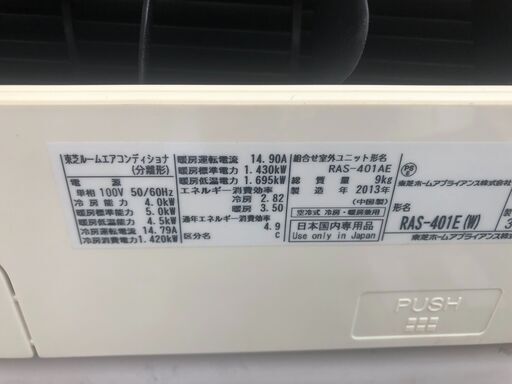 東芝ルームエアコンディショナ
(分離形)
電 源
単相 100V 50/60Hz
冷房能力 4.0kW
暖房標準能力 5.0kW
暖房低温能力 4.5kW
冷房運転電流 14.79A
冷房消費電力 1.420kW
暖房運転電流 14.90A
暖房標準電力 1.430kW
暖房低温電力 1.695kW
エネルギー消費効率
冷房 2.82
暖房 3.50
通年エネルギー消費効率
4.9
区分名 C
組合せ室外ユニット形名
RAS-401AE
総質量 9kg
製造年 2013年
(中国製)
空冷式 冷房・暖房兼用
日本国内専用品
Use only in Japan
PSE
東芝ホームアプライアンス株式会社
形名
RAS-401E(W)
東芝ホームアプライアンス株式会
製
3
PUSH